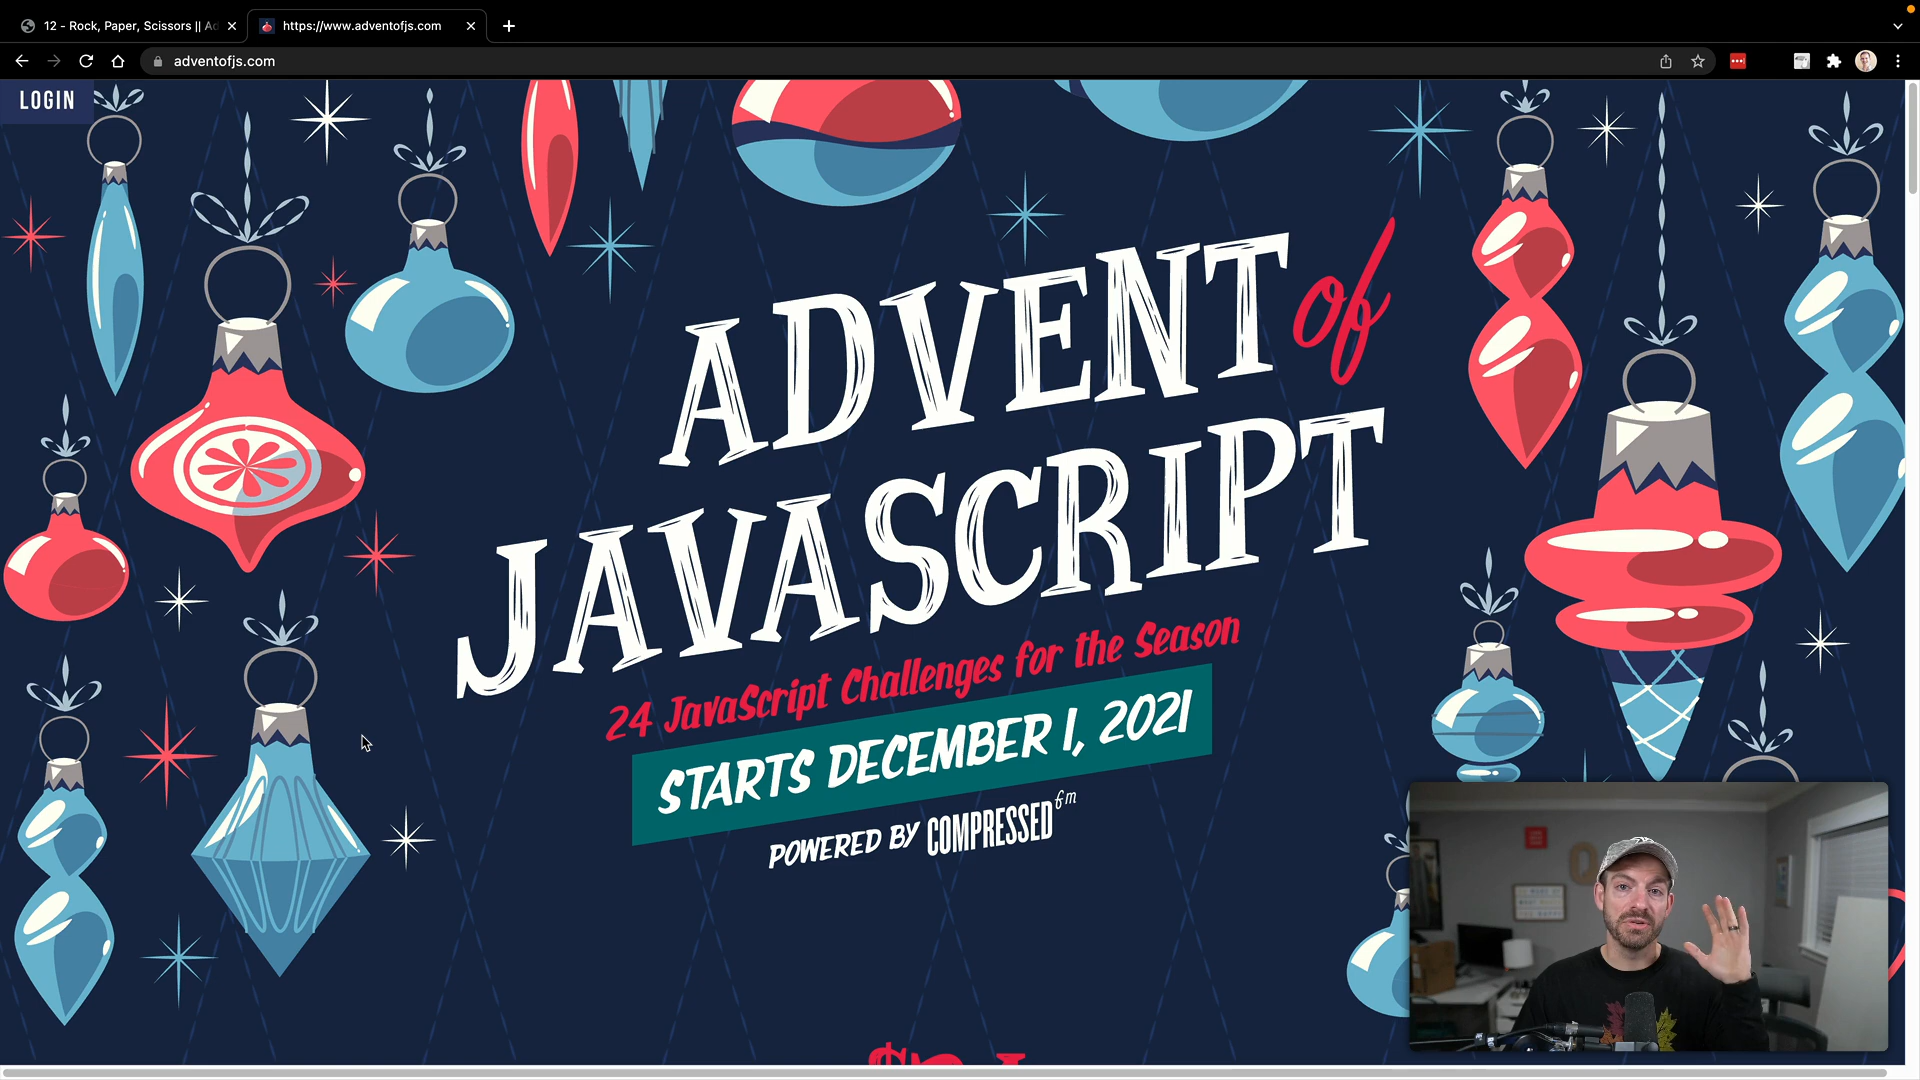 12 - Rock, Paper, Scissors || Ad
https://www.adventofjs.com
adventofjs.com
LOGIN
ADVENT of
JAVASCRIPT
24 JavaScript Challenges for the Season
STARTS DECEMBER 1, 2021
POWERED BY COMPRESSED fm